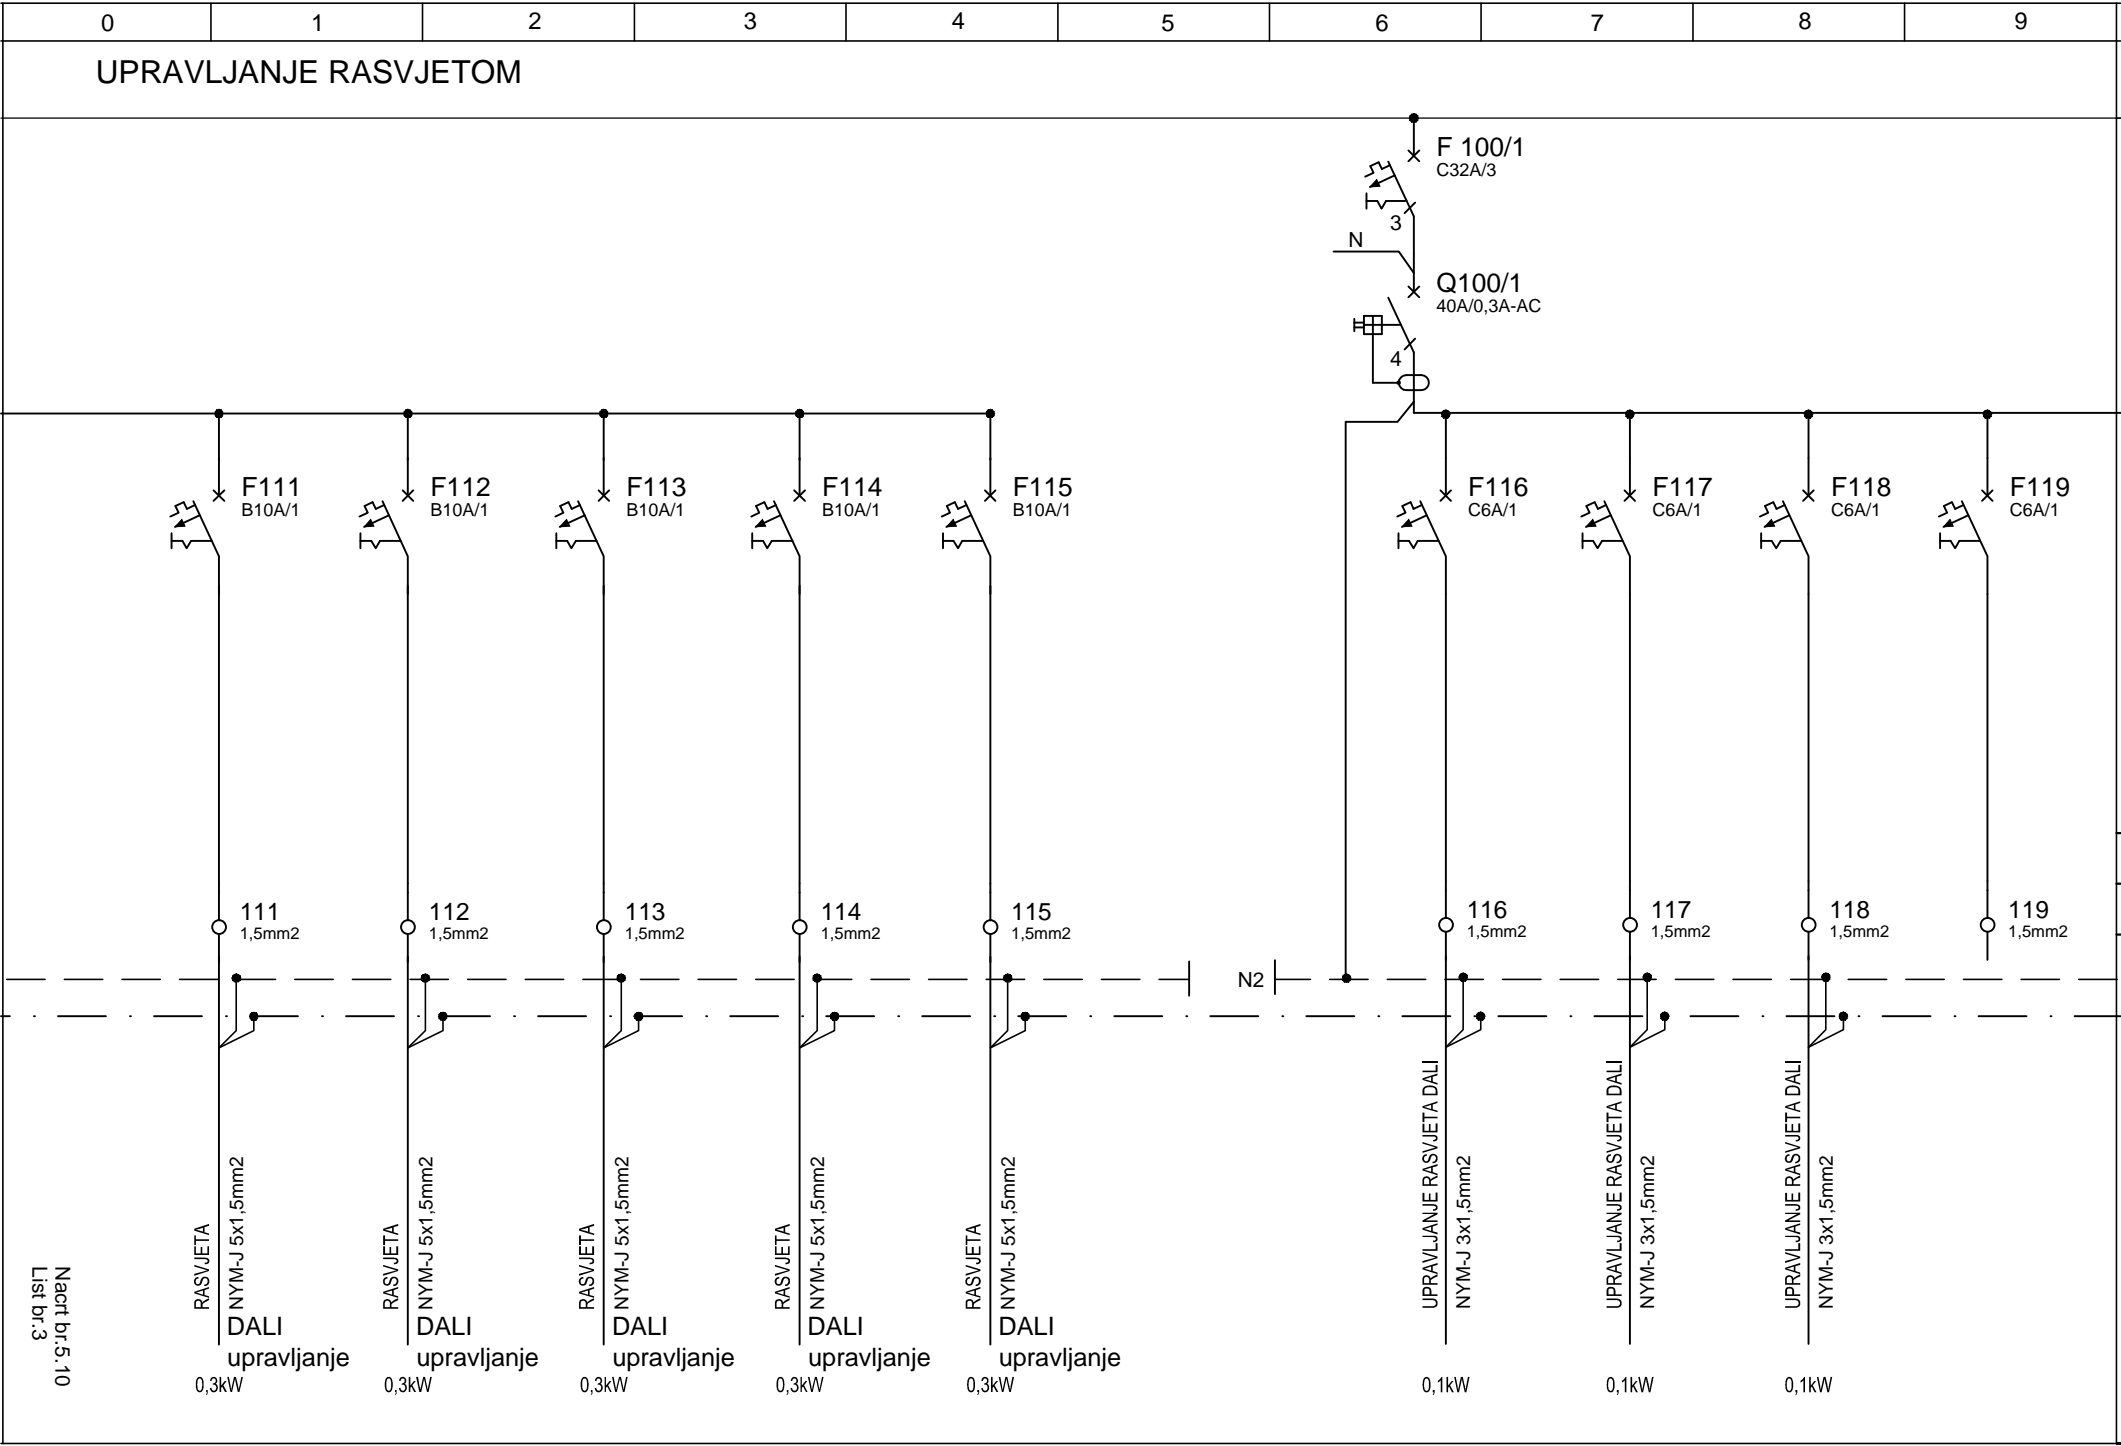 0 1 2 3 4 5 6 7 8 9
UPRAVLJANJE RASVJETOM
F 100/1
C32A/3
3
N
Q100/1
40A/0,3A-AC
4
F111
B10A/1
F112
B10A/1
F113
B10A/1
F114
B10A/1
F115
B10A/1
F116
C6A/1
F117
C6A/1
F118
C6A/1
F119
C6A/1
111
1,5mm2
112
1,5mm2
113
1,5mm2
114
1,5mm2
115
1,5mm2
116
1,5mm2
117
1,5mm2
118
1,5mm2
119
1,5mm2
N2
RASVJETA
NYM-J 5x1,5mm2
DALI
upravljanje
0,3kW
RASVJETA
NYM-J 5x1,5mm2
DALI
upravljanje
0,3kW
RASVJETA
NYM-J 5x1,5mm2
DALI
upravljanje
0,3kW
RASVJETA
NYM-J 5x1,5mm2
DALI
upravljanje
0,3kW
RASVJETA
NYM-J 5x1,5mm2
DALI
upravljanje
0,3kW
UPRAVLJANJE RASVJETA DALI
NYM-J 3x1,5mm2
0,1kW
UPRAVLJANJE RASVJETA DALI
NYM-J 3x1,5mm2
0,1kW
UPRAVLJANJE RASVJETA DALI
NYM-J 3x1,5mm2
0,1kW
Nacrt br.5.10
List br.3